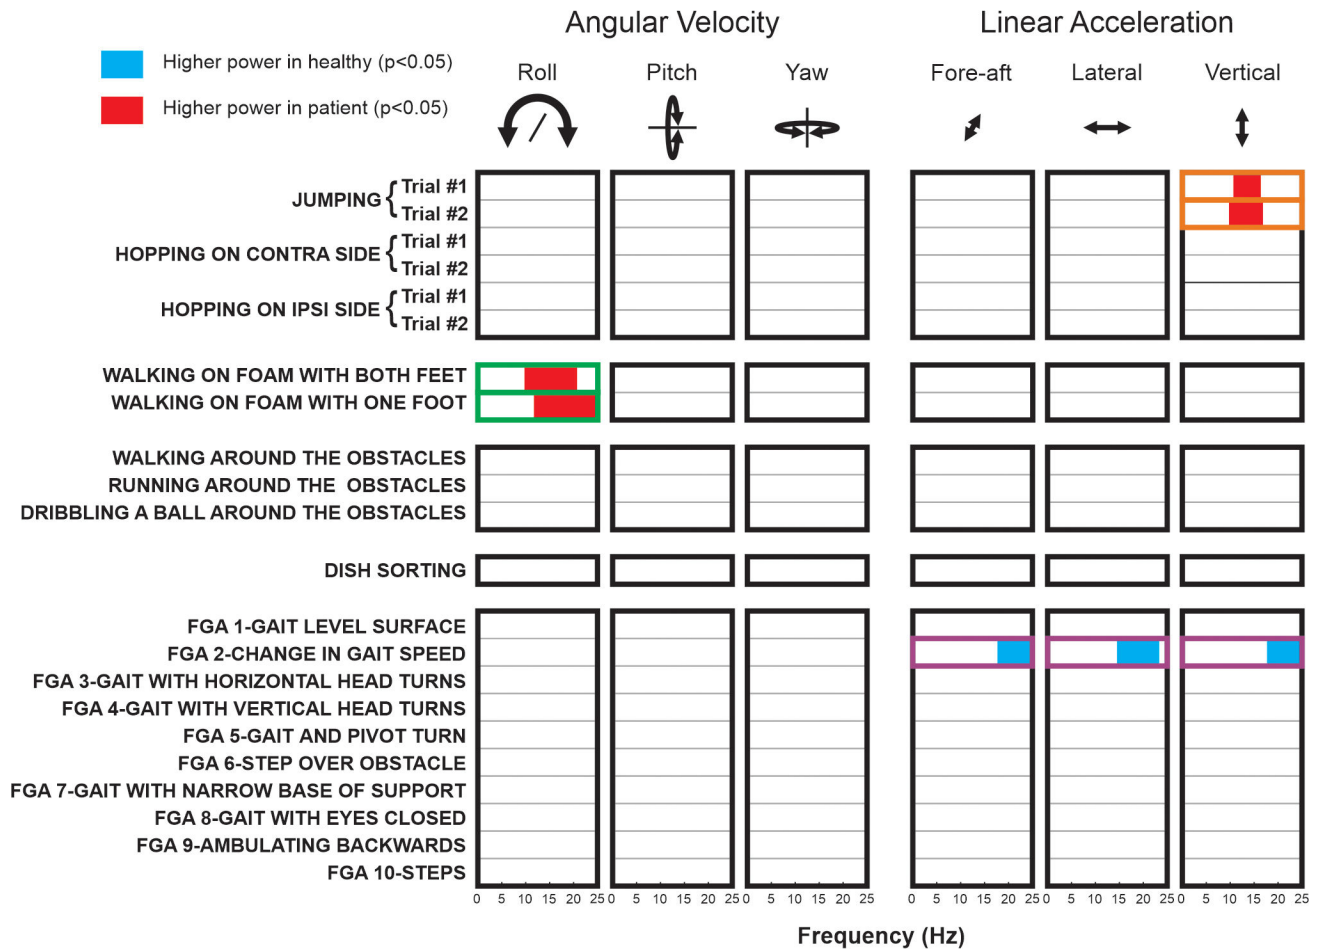 Angular Velocity
Linear Acceleration
Higher power in healthy (p<0.05)
Higher power in patient (p<0.05)
Roll
Pitch
Yaw
Fore-aft
Lateral
Vertical
JUMPING { Trial #1
Trial #2
HOPPING ON CONTRA SIDE { Trial #1
Trial #2
HOPPING ON IPSI SIDE { Trial #1
Trial #2
WALKING ON FOAM WITH BOTH FEET
WALKING ON FOAM WITH ONE FOOT
WALKING AROUND THE OBSTACLES
RUNNING AROUND THE OBSTACLES
DRIBBLING A BALL AROUND THE OBSTACLES
DISH SORTING
FGA 1-GAIT LEVEL SURFACE
FGA 2-CHANGE IN GAIT SPEED
FGA 3-GAIT WITH HORIZONTAL HEAD TURNS
FGA 4-GAIT WITH VERTICAL HEAD TURNS
FGA 5-GAIT AND PIVOT TURN
FGA 6-STEP OVER OBSTACLE
FGA 7-GAIT WITH NARROW BASE OF SUPPORT
FGA 8-GAIT WITH EYES CLOSED
FGA 9-AMBULATING BACKWARDS
FGA 10-STEPS
0 5 10 15 20 25 0 5 10 15 20 25 0 5 10 15 20 25 0 5 10 15 20 25 0 5 10 15 20 25 0 5 10 15 20 25
Frequency (Hz)